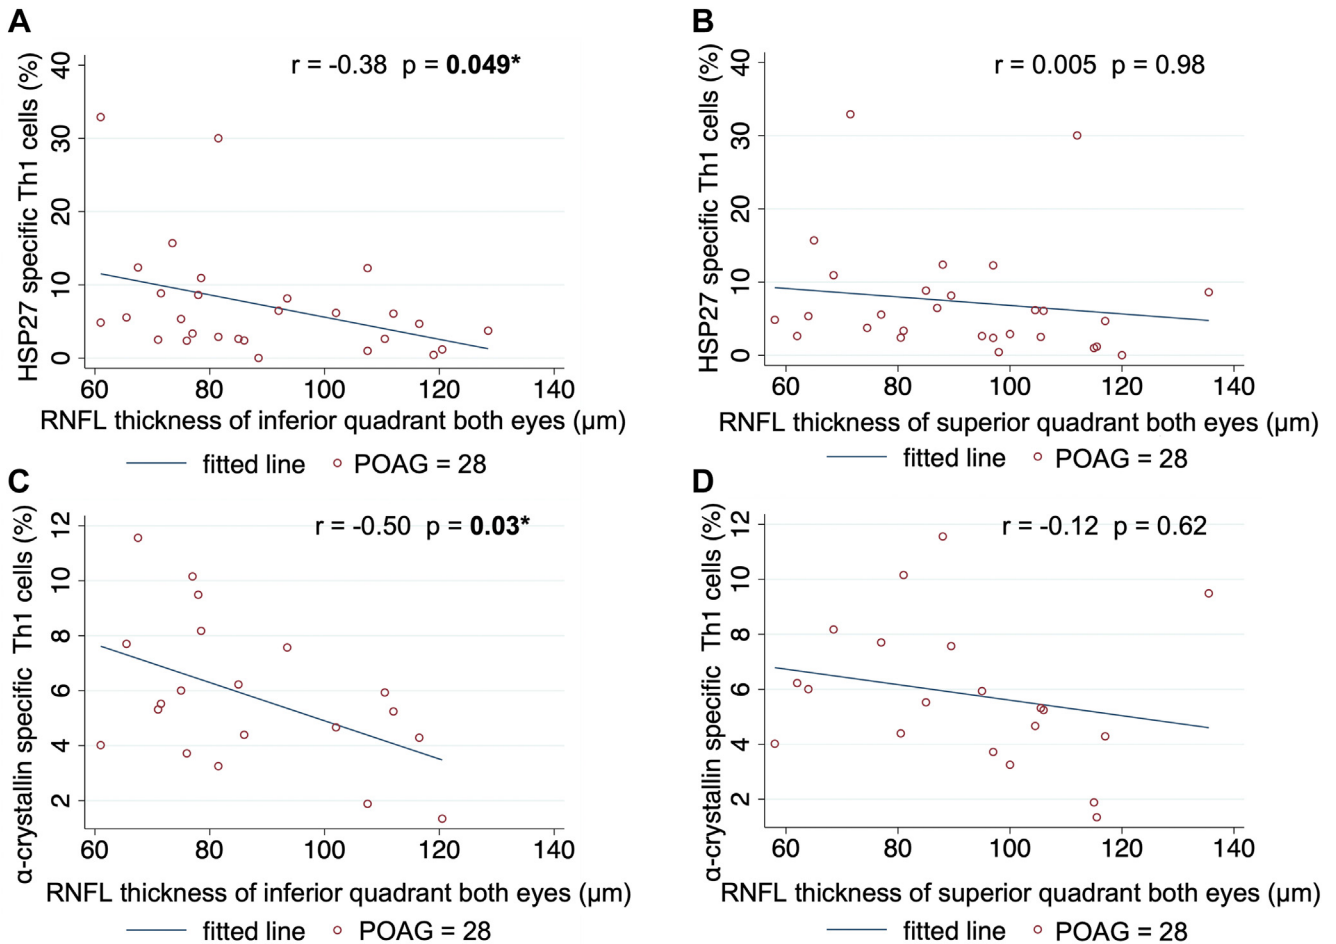 A
r = -0.38 p = 0.049*
HSP27 specific Th1 cells (%)
40
30
20
10
0
60 80 100 120 140
RNFL thickness of inferior quadrant both eyes (μm)
fitted line POAG = 28
B
r = 0.005 p = 0.98
HSP27 specific Th1 cells (%)
40
30
20
10
0
60 80 100 120 140
RNFL thickness of superior quadrant both eyes (μm)
fitted line POAG = 28
C
r = -0.50 p = 0.03*
α-crystallin specific Th1 cells (%)
12
10
8
6
4
2
60 80 100 120 140
RNFL thickness of inferior quadrant both eyes (μm)
fitted line POAG = 28
D
r = -0.12 p = 0.62
α-crystallin specific Th1 cells (%)
12
10
8
6
4
2
60 80 100 120 140
RNFL thickness of superior quadrant both eyes (μm)
fitted line POAG = 28